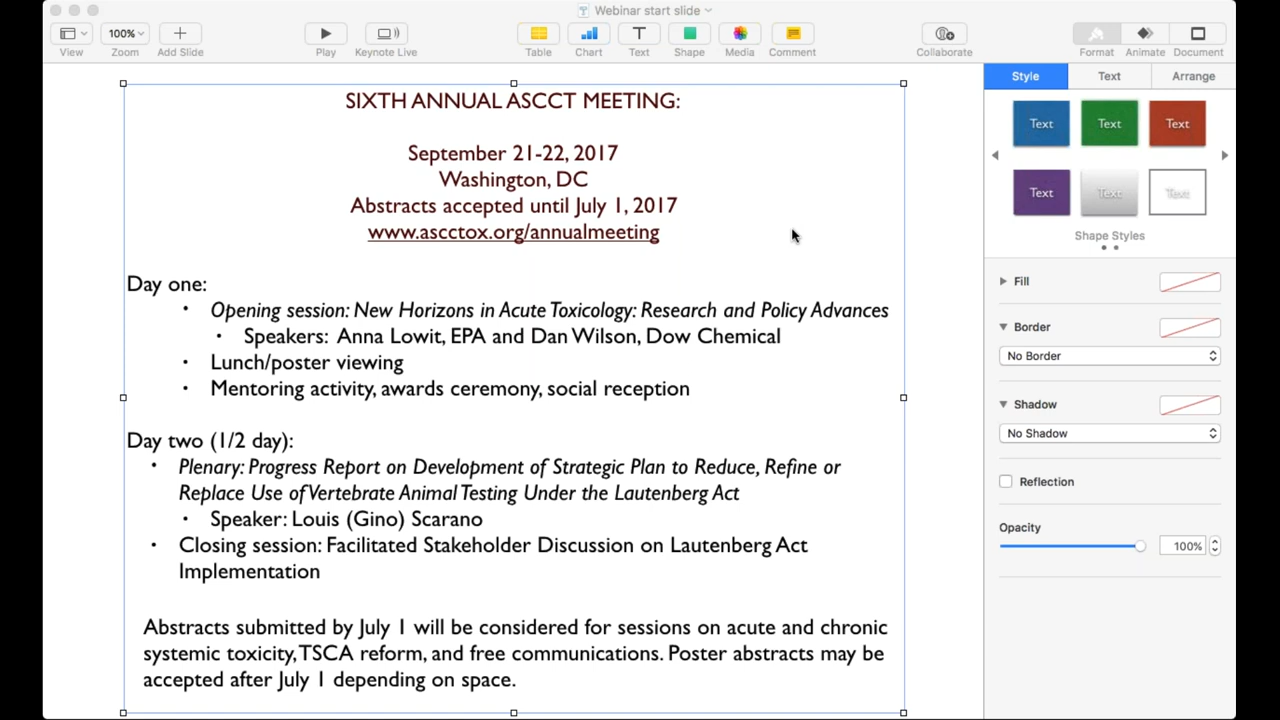 Webinar start slide
100%
View
Zoom
Add Slide
Play
Keynote Live
Table
Chart
Text
Shape
Media
Comment
Collaborate
Format
Animate
Document
Style
Text
Arrange
Text
Text
Text
Text
Text
Text
Shape Styles
Fill
Border
No Border
Shadow
No Shadow
Reflection
Opacity
100%
SIXTH ANNUAL ASCCT MEETING:
September 21-22, 2017
Washington, DC
Abstracts accepted until July 1, 2017
www.ascctox.org/annualmeeting
Day one:
• Opening session: New Horizons in Acute Toxicology: Research and Policy Advances
• Speakers: Anna Lowit, EPA and Dan Wilson, Dow Chemical
• Lunch/poster viewing
• Mentoring activity, awards ceremony, social reception
Day two (1/2 day):
• Plenary: Progress Report on Development of Strategic Plan to Reduce, Refine or
Replace Use of Vertebrate Animal Testing Under the Lautenberg Act
• Speaker: Louis (Gino) Scarano
• Closing session: Facilitated Stakeholder Discussion on Lautenberg Act
Implementation
Abstracts submitted by July 1 will be considered for sessions on acute and chronic
systemic toxicity, TSCA reform, and free communications. Poster abstracts may be
accepted after July 1 depending on space.